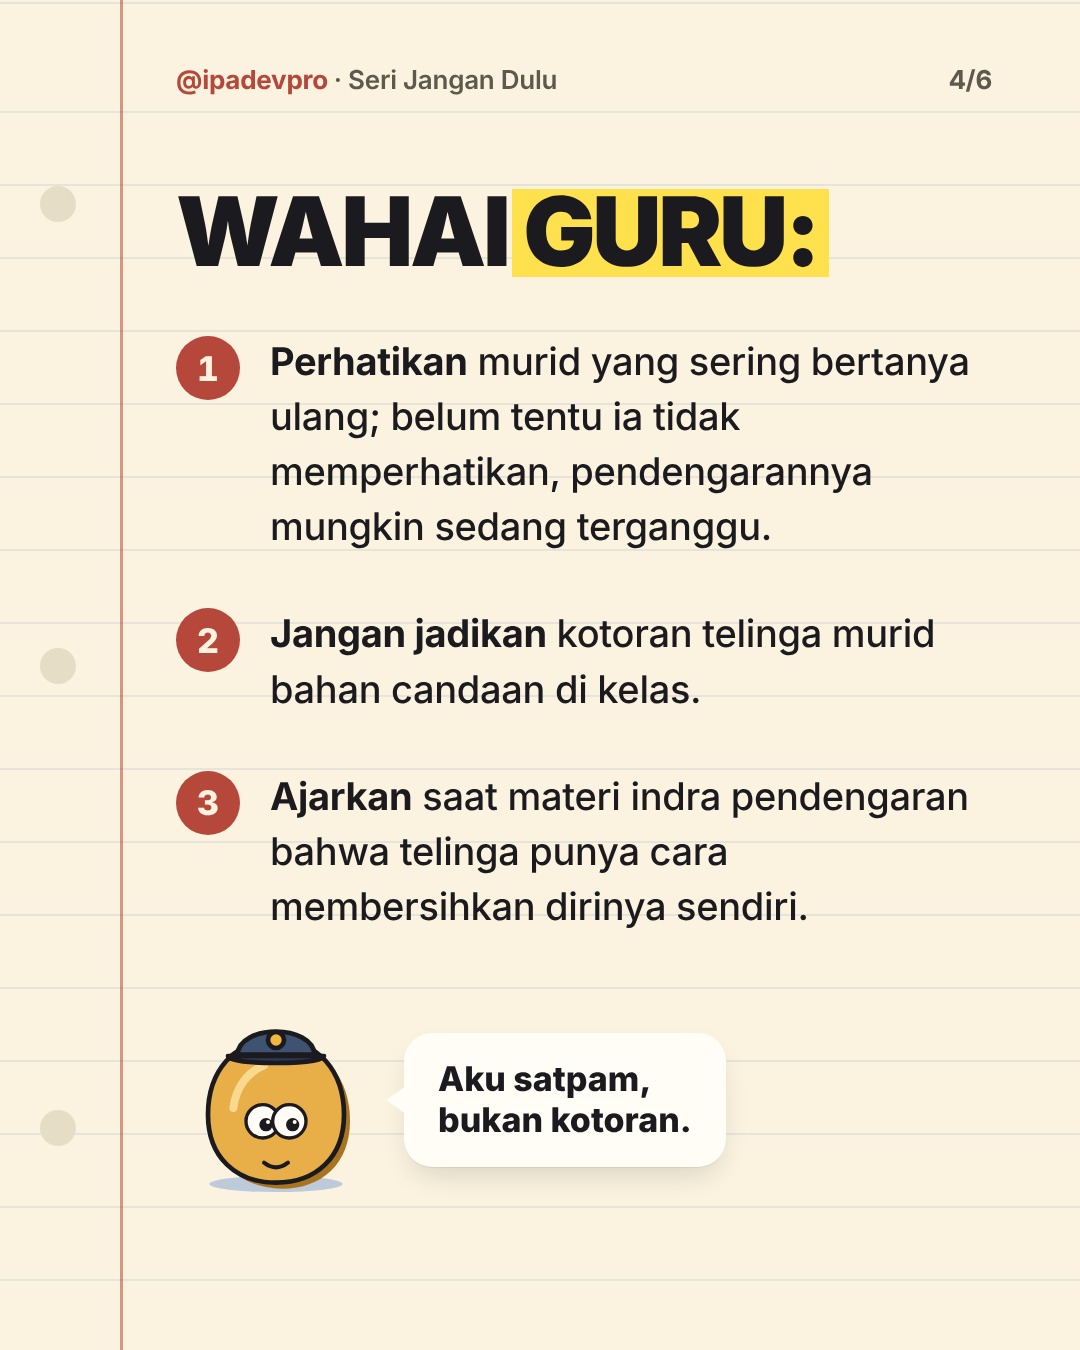 @ipadevpro · Seri Jangan Dulu
4/6
WAHAI GURU:
1
Perhatikan murid yang sering bertanya
ulang; belum tentu ia tidak
memperhatikan, pendengarannya
mungkin sedang terganggu.
2
Jangan jadikan kotoran telinga murid
bahan candaan di kelas.
3
Ajarkan saat materi indra pendengaran
bahwa telinga punya cara
membersihkan dirinya sendiri.
Aku satpam,
bukan kotoran.